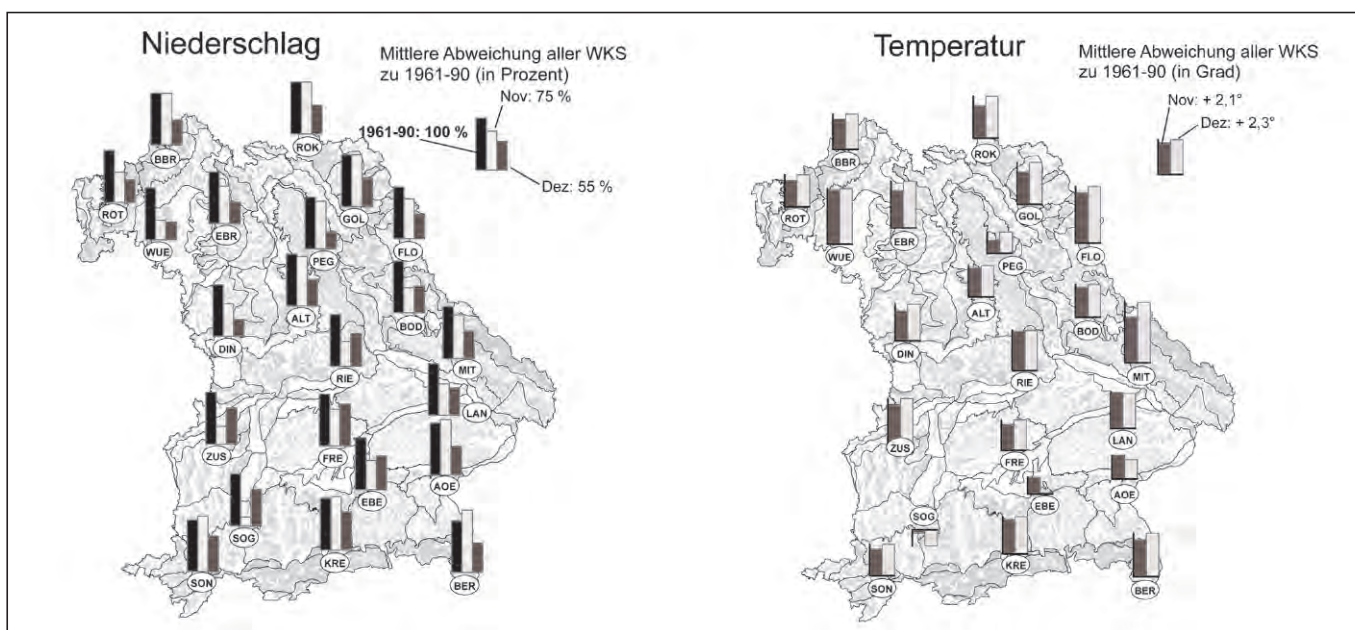 Niederschlag
Mittlere Abweichung aller WKS
zu 1961-90 (in Prozent)
Nov: 75 %
1961-90: 100 %
Dez: 55 %
BBR
ROK
ROT
WUE
EBR
GOL
PEG
FLO
ALT
BOD
DIN
RIE
MIT
LAN
ZUS
FRE
EBE
AOE
SOG
KRE
SON
BER
Temperatur
Mittlere Abweichung aller WKS
zu 1961-90 (in Grad)
Nov: + 2,1°
Dez: + 2,3°
BBR
ROK
ROT
GOL
WUE
EBR
PEG
FLO
ALT
BOD
DIN
RIE
MIT
ZUS
LAN
FRE
AOE
EBE
SOG
KRE
SON
BER